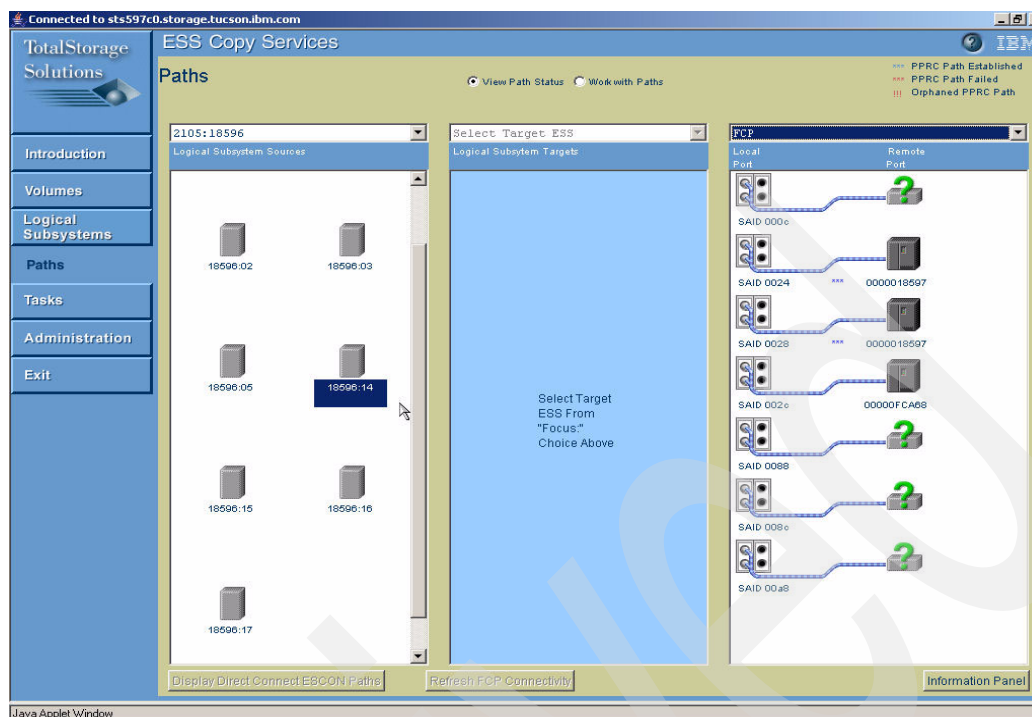 Connected to sts597c0.storage.tucson.ibm.com
TotalStorage
Solutions
ESS Copy Services
IBM
Introduction
Volumes
Logical
Subsystems
Paths
Tasks
Administration
Exit
Paths
View Path Status
Work with Paths
*** PPRC Path Established
*** PPRC Path Failed
!!! Orphaned PPRC Path
2105:18596
Logical Subsystem Sources
18596:02
18596:03
18596:05
18596:14
18596:15
18596:16
18596:17
Select Target ESS
Logical Subsytem Targets
Select Target
ESS From
"Focus:"
Choice Above
FCP
Local
Port
Remote
Port
SAID 000c
SAID 0024 *** 0000018597
SAID 0028 *** 0000018597
SAID 002c 00000FCA68
SAID 0088
SAID 008c
SAID 00a8
Display Direct Connect ESCON Paths
Refresh FCP Connectivity
Information Panel
Java Applet Window